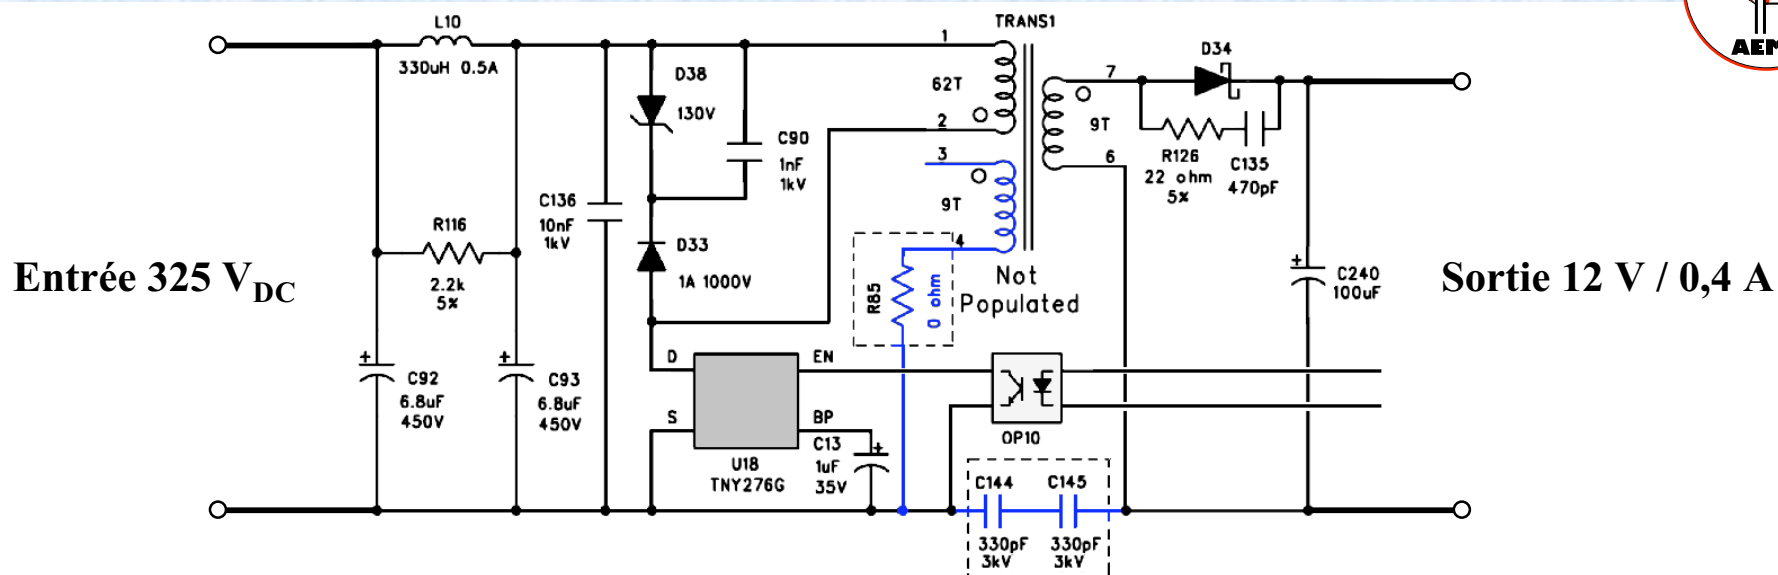 L10
330uH 0.5A
TRANS1
AEM
D38
130V
C90
1nF
1kV
1
62T
2
3
9T
4
7
9T
6
D34
R126
22 ohm
5%
C135
470pF
C136
10nF
1kV
R116
2.2k
5%
D33
1A 1000V
R85
0 ohm
Not
Populated
C240
100uF
Entrée 325 VDC
Sortie 12 V / 0,4 A
C92
6.8uF
450V
C93
6.8uF
450V
D
EN
S
BP
U18
TNY276G
C13
1uF
35V
OP10
C144
330pF
3kV
C145
330pF
3kV